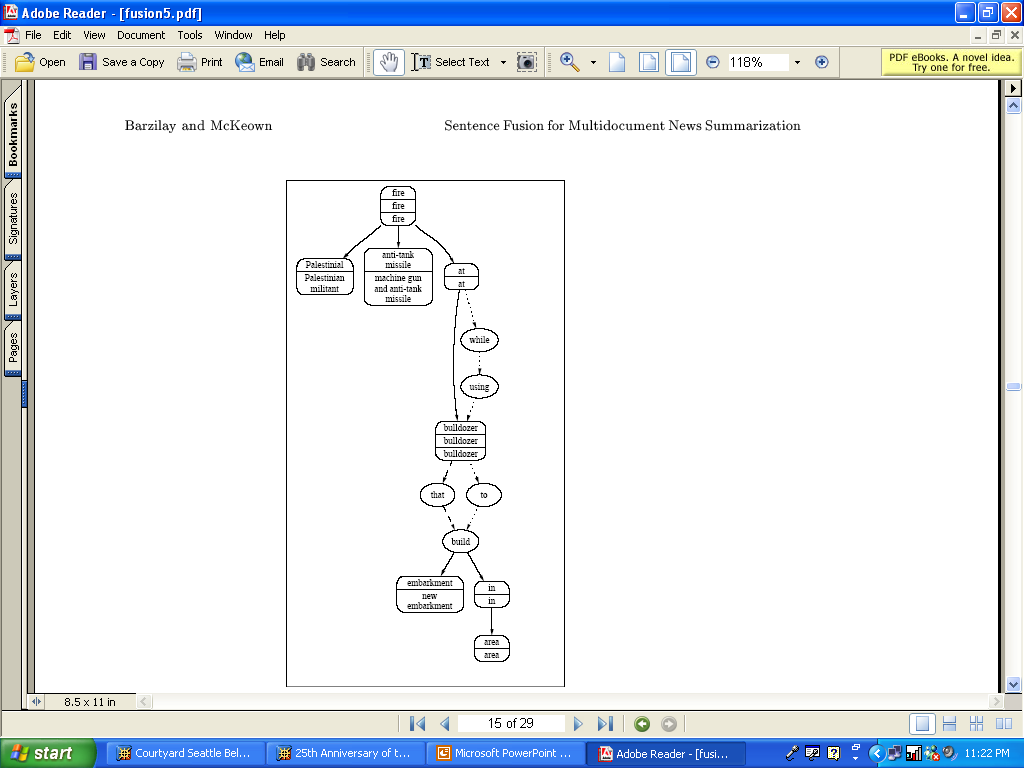 Adobe Reader - [fusion5.pdf]
File Edit View Document Tools Window Help
Open Save a Copy Print Email Search Select Text 118%
PDF eBooks. A novel idea.
Try one for free.
Bookmarks
Signatures
Layers
Pages
Barzilay and McKeown Sentence Fusion for Multidocument News Summarization
fire
fire
fire
Palestinial
Palestinian
militant
anti-tank
missile
machine gun
and anti-tank
missile
at
at
while
using
bulldozer
bulldozer
bulldozer
that
to
build
embarkment
new
embarkment
in
in
area
area
8.5 x 11 in
15 of 29
start
Courtyard Seattle Bel...
25th Anniversary of t...
Microsoft PowerPoint ...
Adobe Reader - [fusi...
11:22 PM